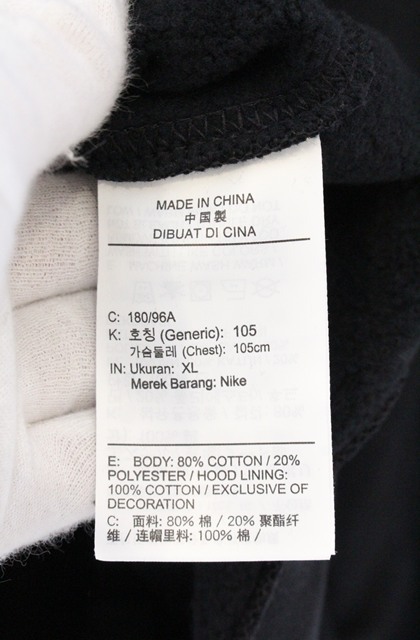 MADE IN CHINA
中国製
DIBUAT DI CINA
C: 180/96A
K: 호칭 (Generic): 105
가슴둘레 (Chest): 105cm
IN: Ukuran: XL
Merek Barang: Nike
E: BODY: 80% COTTON / 20%
POLYESTER / HOOD LINING:
100% COTTON / EXCLUSIVE OF
DECORATION
C: 面料: 80% 棉 / 20% 聚酯纤
维 / 连帽里料: 100% 棉 /